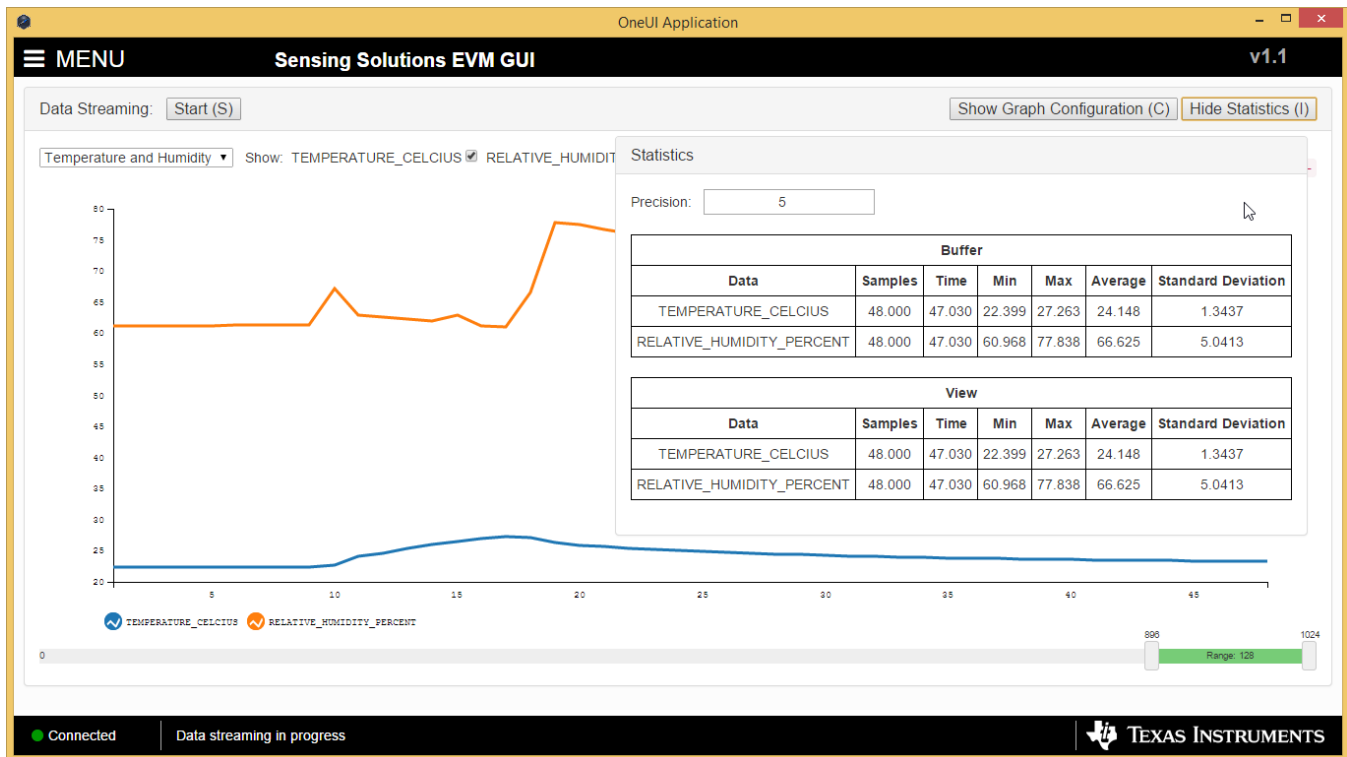 OneUI Application
MENU Sensing Solutions EVM GUI v1.1
Data Streaming: Start (S) Show Graph Configuration (C) Hide Statistics (I)
Temperature and Humidity Show: TEMPERATURE_CELCIUS RELATIVE_HUMIDIT
Statistics
Precision: 5
Buffer
Data Samples Time Min Max Average Standard Deviation
TEMPERATURE_CELCIUS 48.000 47.030 22.399 27.263 24.148 1.3437
RELATIVE_HUMIDITY_PERCENT 48.000 47.030 60.968 77.838 66.625 5.0413
View
Data Samples Time Min Max Average Standard Deviation
TEMPERATURE_CELCIUS 48.000 47.030 22.399 27.263 24.148 1.3437
RELATIVE_HUMIDITY_PERCENT 48.000 47.030 60.968 77.838 66.625 5.0413
80
75
70
65
60
55
50
45
40
35
30
25
20
5 10 15 20 25 30 35 40 45
TEMPERATURE_CELCIUS RELATIVE_HUMIDITY_PERCENT
896 1024
0 Range: 128
Connected Data streaming in progress TEXAS INSTRUMENTS